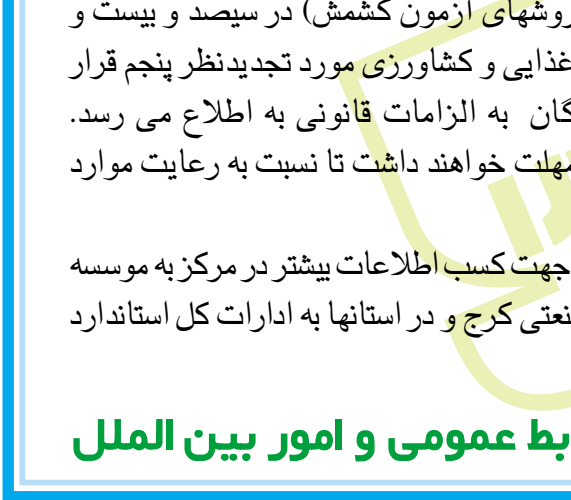 روشهای آزمون کشمش) در سیصد و بیست و
غذایی و کشاورزی مورد تجدیدنظر پنجم قرار
گان به الزامات قانونی به اطلاع می رسد.
مهلت خواهند داشت تا نسبت به رعایت موارد
جهت کسب اطلاعات بیشتر در مرکز به موسسه
نعتی کرج و در استانها به ادارات کل استاندارد
بط عمومی و امور بین الملل